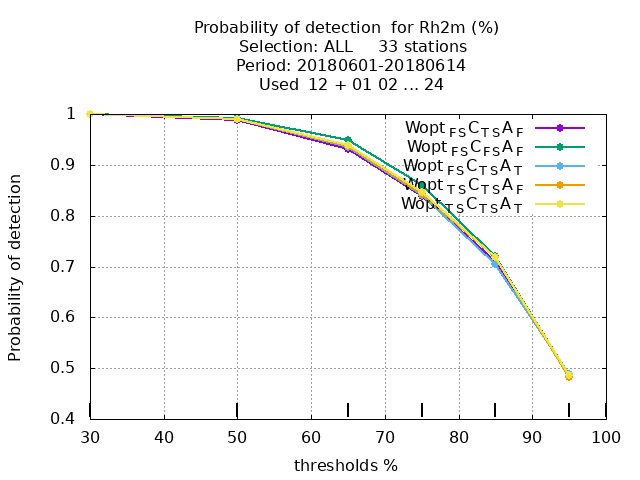 Probability of detection  for Rh2m (%)
Selection: ALL     33 stations
Period: 20180601-20180614
Used  12 + 01 02 ... 24
Wopt FS C TS A F
Wopt FS C FS A F
Wopt FS C TS A T
Wopt TS C TS A F
Wopt TS C TS A T
1
0.9
0.8
0.7
0.6
0.5
0.4
Probability of detection
30 40 50 60 70 80 90 100
thresholds %